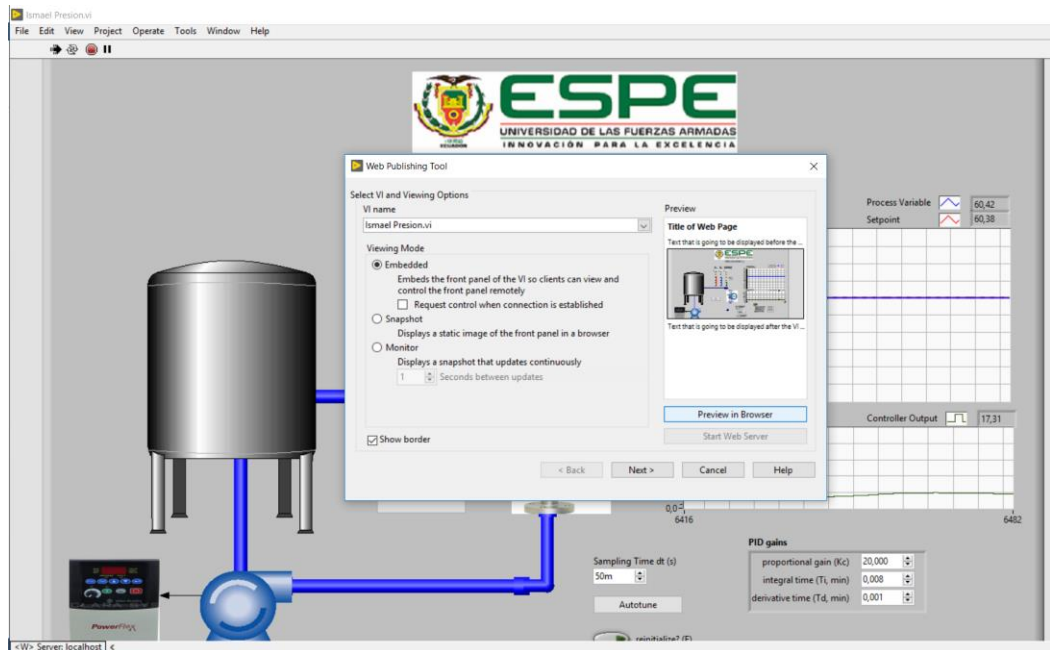 Ismael Presion.vi
File Edit View Project Operate Tools Window Help
ECUADOR
ESPE
UNIVERSIDAD DE LAS FUERZAS ARMADAS
INNOVACIÓN PARA LA EXCELENCIA
Web Publishing Tool
Select VI and Viewing Options
VI name
Ismael Presion.vi
Viewing Mode
Embedded
Embeds the front panel of the VI so clients can view and
control the front panel remotely
Request control when connection is established
Snapshot
Displays a static image of the front panel in a browser
Monitor
Displays a snapshot that updates continuously
1 Seconds between updates
Show border
Preview
Title of Web Page
Text that is going to be displayed before the ...
ESPE
Text that is going to be displayed after the VI ...
Preview in Browser
Start Web Server
< Back Next > Cancel Help
Process Variable 60,42
Setpoint 60,38
Controller Output 17,31
0,0
6416 6482
Sampling Time dt (s)
50m
Autotune
reinitialize? (F)
PID gains
proportional gain (Kc) 20,000
integral time (Ti, min) 0,008
derivative time (Td, min) 0,001
PowerFlex
<W> Server: localhost <